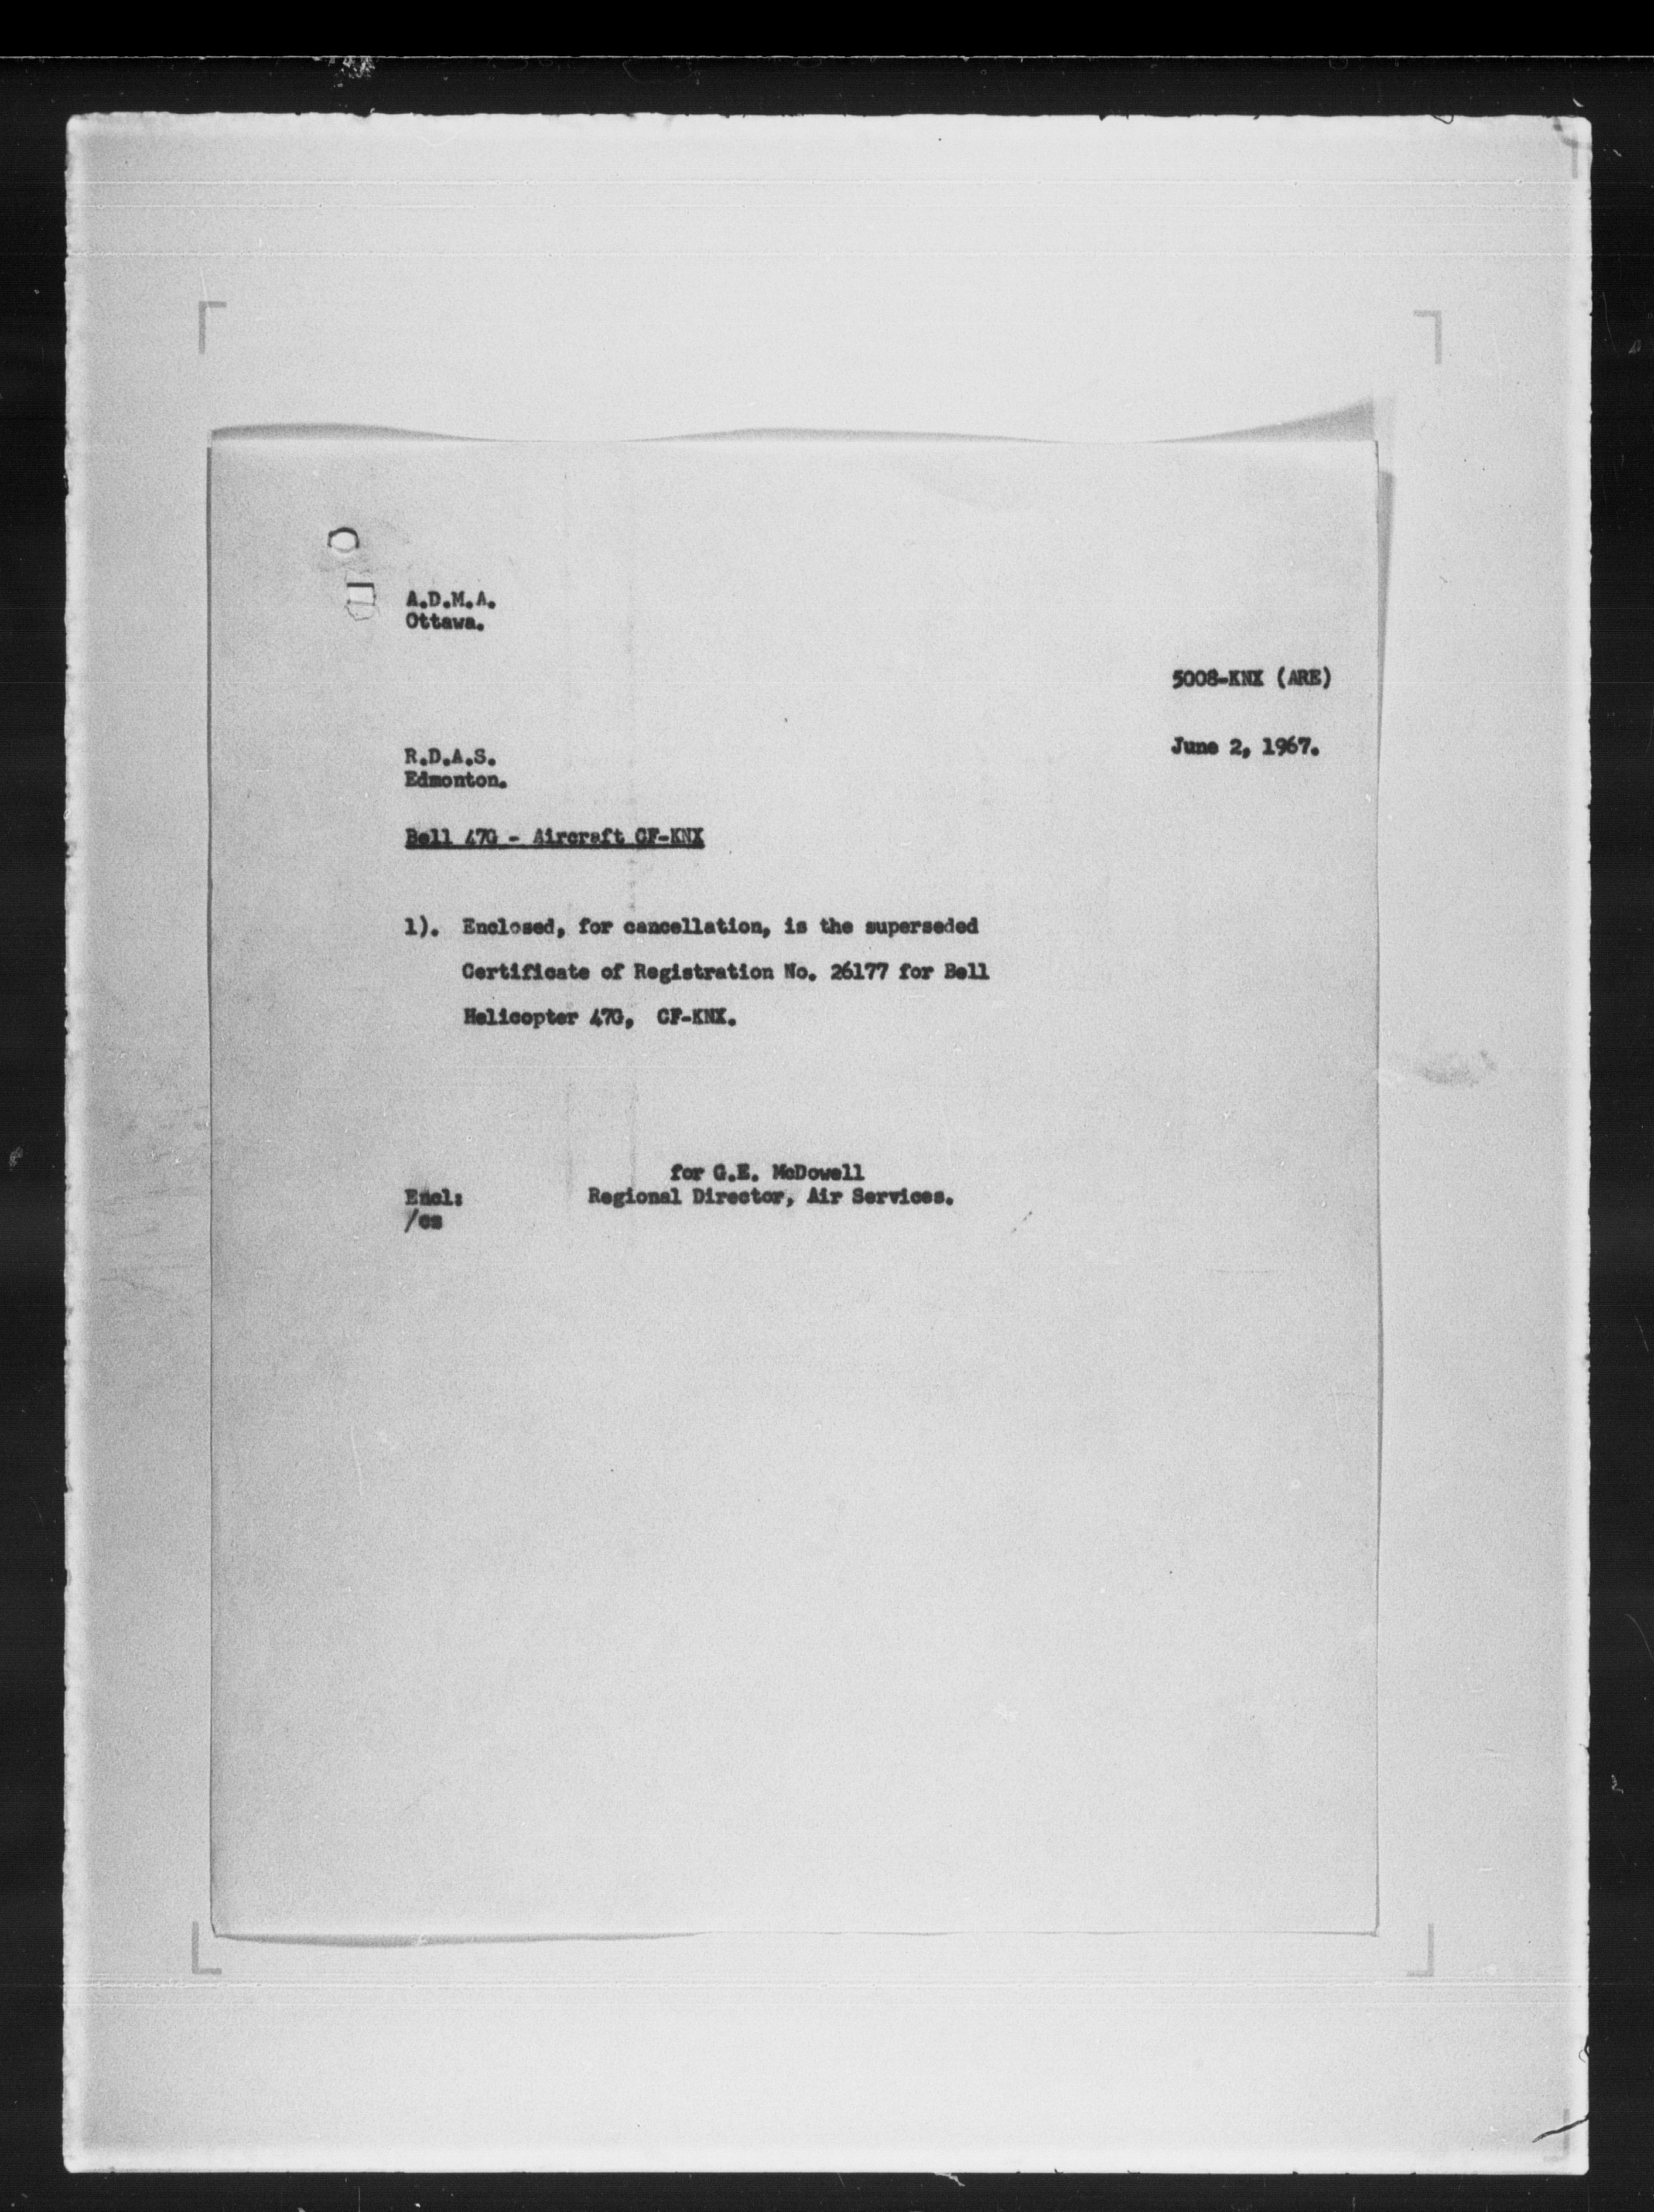 A.D.M.A.
Ottawa.
5008-KNX (ARE)
June 2, 1967.
R.D.A.S.
Edmonton.
Bell 47G - Aircraft CF-KNX
1). Enclosed, for cancellation, is the superseded
Certificate of Registration No. 26177 for Bell
Helicopter 47G, CF-KNX.
for G.E. McDowell
Regional Director, Air Services.
Encl:
/cs